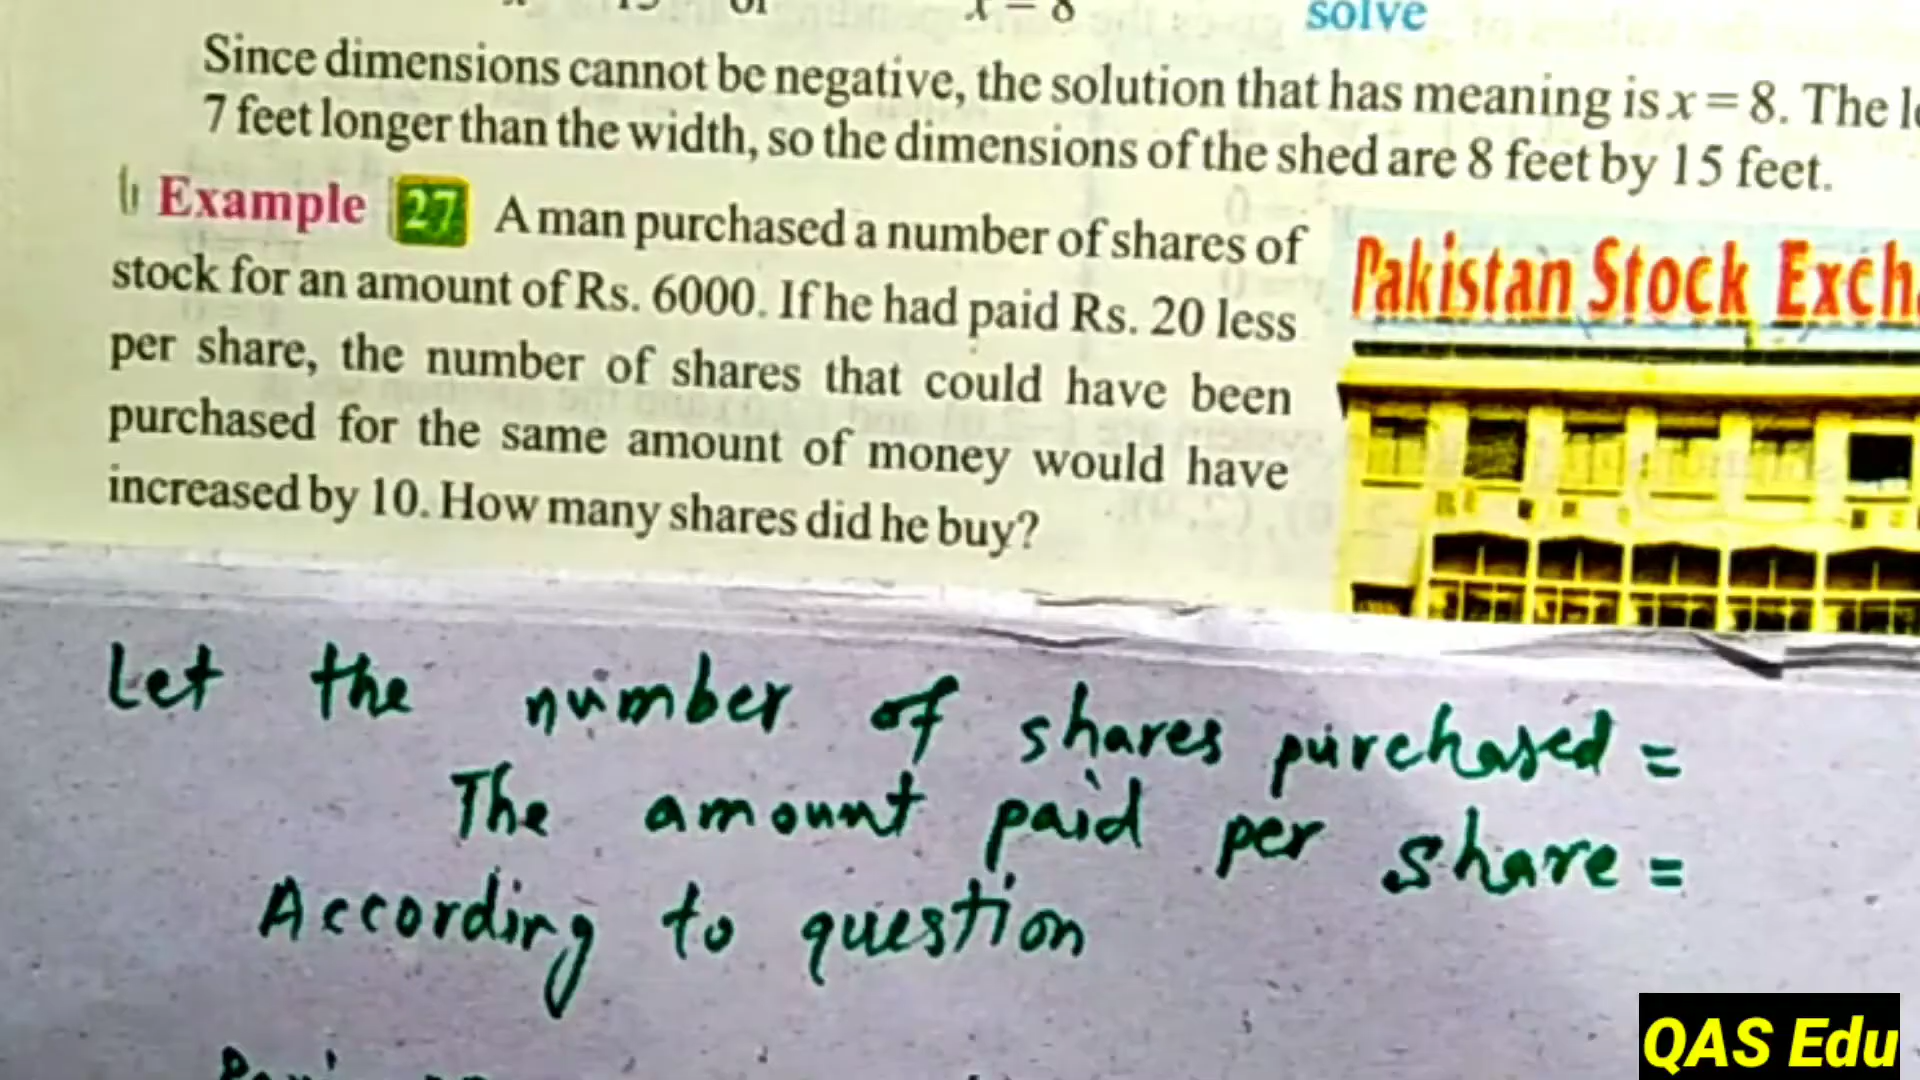 x = 8
solve
Since dimensions cannot be negative, the solution that has meaning is x = 8. The
7 feet longer than the width, so the dimensions of the shed are 8 feet by 15 feet.
Example 27 A man purchased a number of shares of
stock for an amount of Rs. 6000. If he had paid Rs. 20 less
per share, the number of shares that could have been
purchased for the same amount of money would have
increased by 10. How many shares did he buy?
Pakistan Stock Exch
Let the number of shares purchased =
The amount paid per share =
According to question
QAS Edu